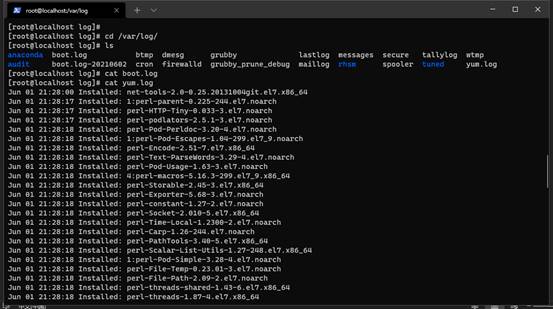 root@localhost:/var/log
[root@localhost log]#
[root@localhost log]# cd /var/log/
[root@localhost log]# ls
anaconda boot.log btmp dmesg grubby lastlog messages secure tallylog wtmp
audit boot.log-20210602 cron firewalld grubby_prune_debug maillog rhsm spooler tuned yum.log
[root@localhost log]# cat boot.log
[root@localhost log]# cat yum.log
Jun 01 21:28:00 Installed: net-tools-2.0-0.25.20131004git.el7.x86_64
Jun 01 21:28:17 Installed: 1:perl-parent-0.225-244.el7.noarch
Jun 01 21:28:17 Installed: perl-HTTP-Tiny-0.033-3.el7.noarch
Jun 01 21:28:17 Installed: perl-podlators-2.5.1-3.el7.noarch
Jun 01 21:28:18 Installed: perl-Pod-Perldoc-3.20-4.el7.noarch
Jun 01 21:28:18 Installed: 1:perl-Pod-Escapes-1.04-299.el7_9.noarch
Jun 01 21:28:18 Installed: perl-Encode-2.51-7.el7.x86_64
Jun 01 21:28:18 Installed: perl-Text-ParseWords-3.29-4.el7.noarch
Jun 01 21:28:18 Installed: perl-Pod-Usage-1.63-3.el7.noarch
Jun 01 21:28:18 Installed: 4:perl-macros-5.16.3-299.el7_9.x86_64
Jun 01 21:28:18 Installed: perl-Storable-2.45-3.el7.x86_64
Jun 01 21:28:18 Installed: perl-Exporter-5.68-3.el7.noarch
Jun 01 21:28:18 Installed: perl-constant-1.27-2.el7.noarch
Jun 01 21:28:18 Installed: perl-Socket-2.010-5.el7.x86_64
Jun 01 21:28:18 Installed: perl-Time-Local-1.2300-2.el7.noarch
Jun 01 21:28:18 Installed: perl-Carp-1.26-244.el7.noarch
Jun 01 21:28:18 Installed: perl-PathTools-3.40-5.el7.x86_64
Jun 01 21:28:18 Installed: perl-Scalar-List-Utils-1.27-248.el7.x86_64
Jun 01 21:28:18 Installed: 1:perl-Pod-Simple-3.28-4.el7.noarch
Jun 01 21:28:18 Installed: perl-File-Temp-0.23.01-3.el7.noarch
Jun 01 21:28:18 Installed: perl-File-Path-2.09-2.el7.noarch
Jun 01 21:28:18 Installed: perl-threads-shared-1.43-6.el7.x86_64
Jun 01 21:28:18 Installed: perl-threads-1.87-4.el7.x86_64